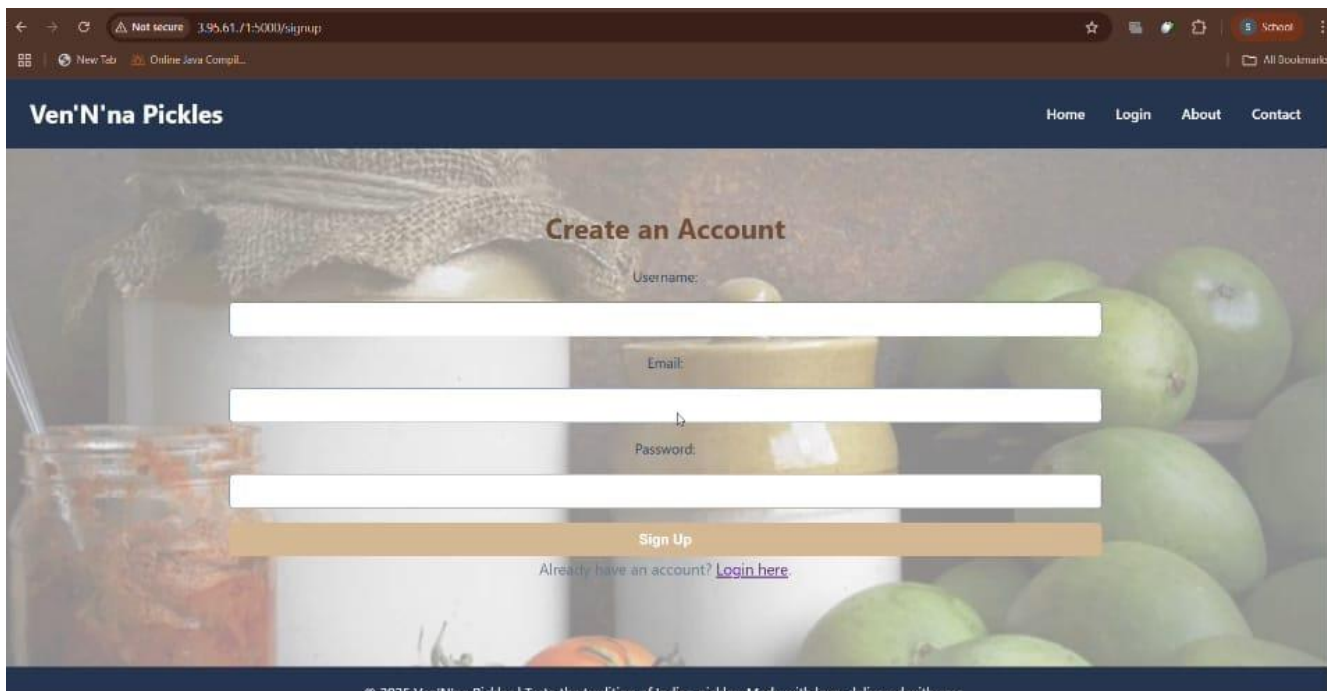 Not secure 3.95.61.71:5000/signup
S School
New Tab Online Java Compil...
All Bookmarks
Ven'N'na Pickles
Home Login About Contact
Create an Account
Username:
Email:
Password:
Sign Up
Already have an account? Login here.